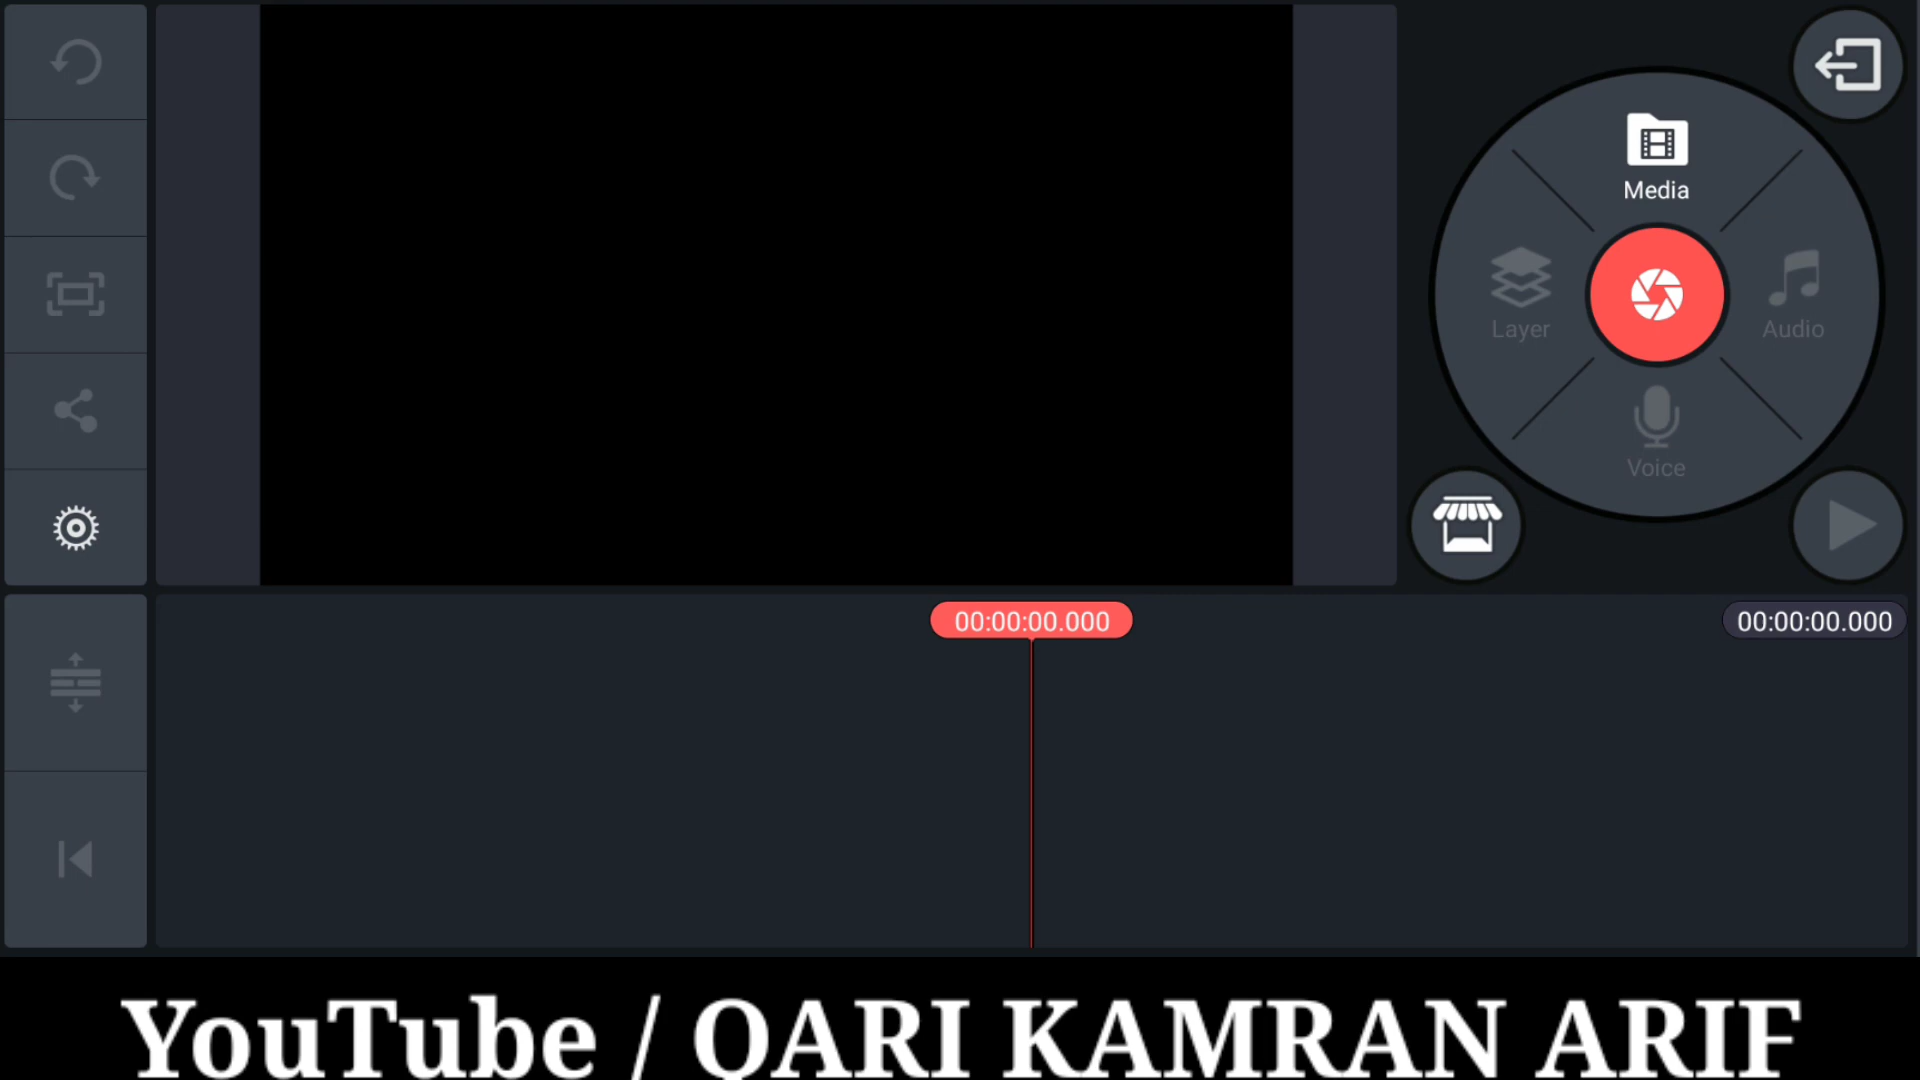 Media
Layer
Audio
Voice
00:00:00.000
00:00:00.000
YouTube / QARI KAMRAN ARIF